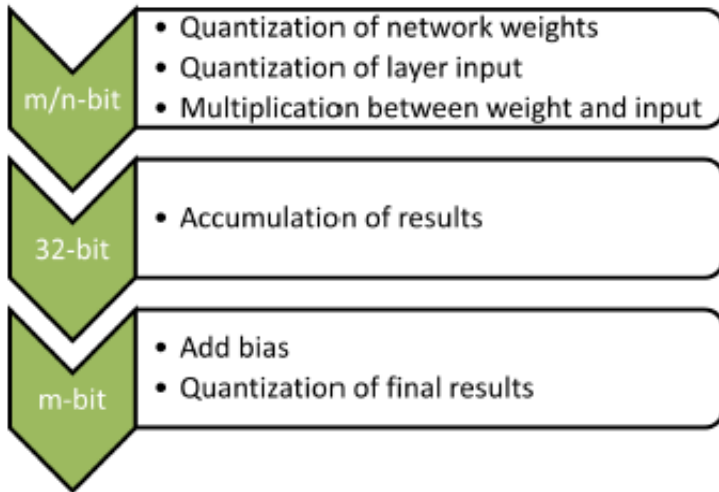 m/n-bit
• Quantization of network weights
• Quantization of layer input
• Multiplication between weight and input
32-bit
• Accumulation of results
m-bit
• Add bias
• Quantization of final results